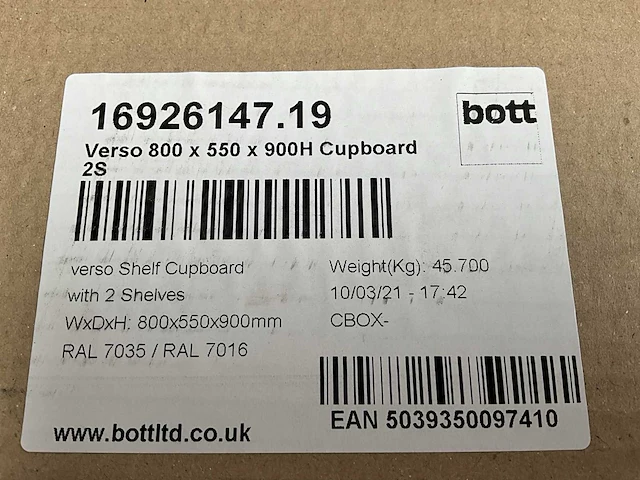 16926147.19
bott
Verso 800 x 550 x 900H Cupboard
2S
verso Shelf Cupboard
with 2 Shelves
WxDxH: 800x550x900mm
RAL 7035 / RAL 7016
Weight(Kg): 45.700
10/03/21 - 17:42
CBOX-
EAN 5039350097410
www.bottltd.co.uk